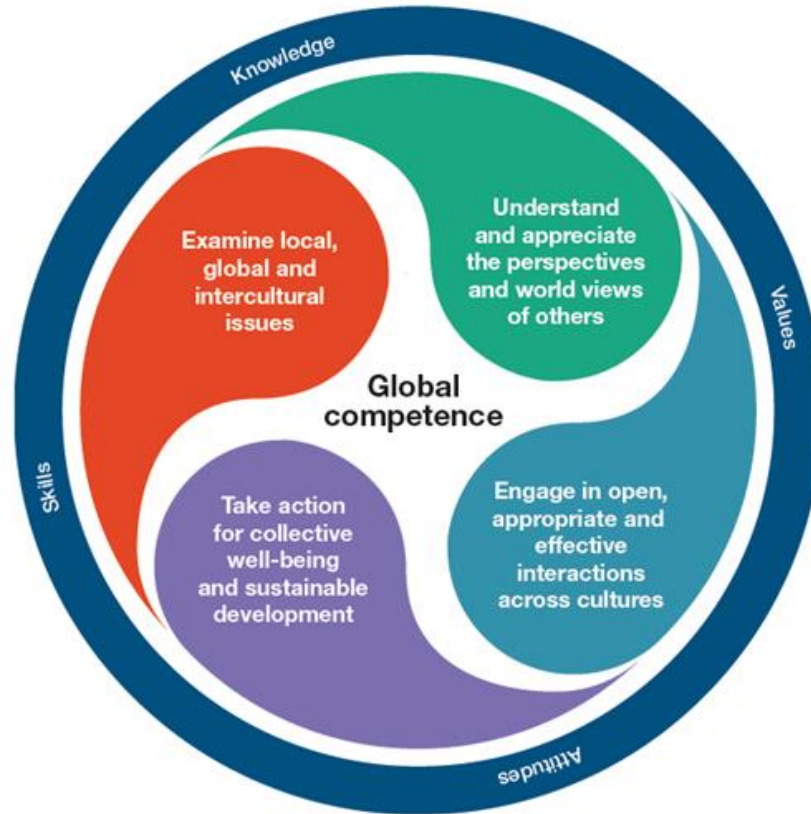 Knowledge
Examine local,
global and
intercultural
issues
Understand
and appreciate
the perspectives
and world views
of others
Values
Global
competence
Skills
Take action
for collective
well-being
and sustainable
development
Engage in open,
appropriate and
effective
interactions
across cultures
Attitudes